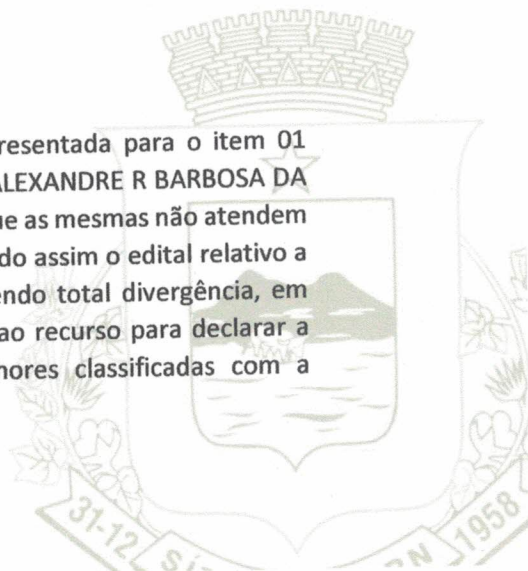 resentada para o item 01
ALEXANDRE R BARBOSA DA
ue as mesmas não atendem
do assim o edital relativo a
endo total divergência, em
ao recurso para declarar a
nores classificadas com a
31-12
1958